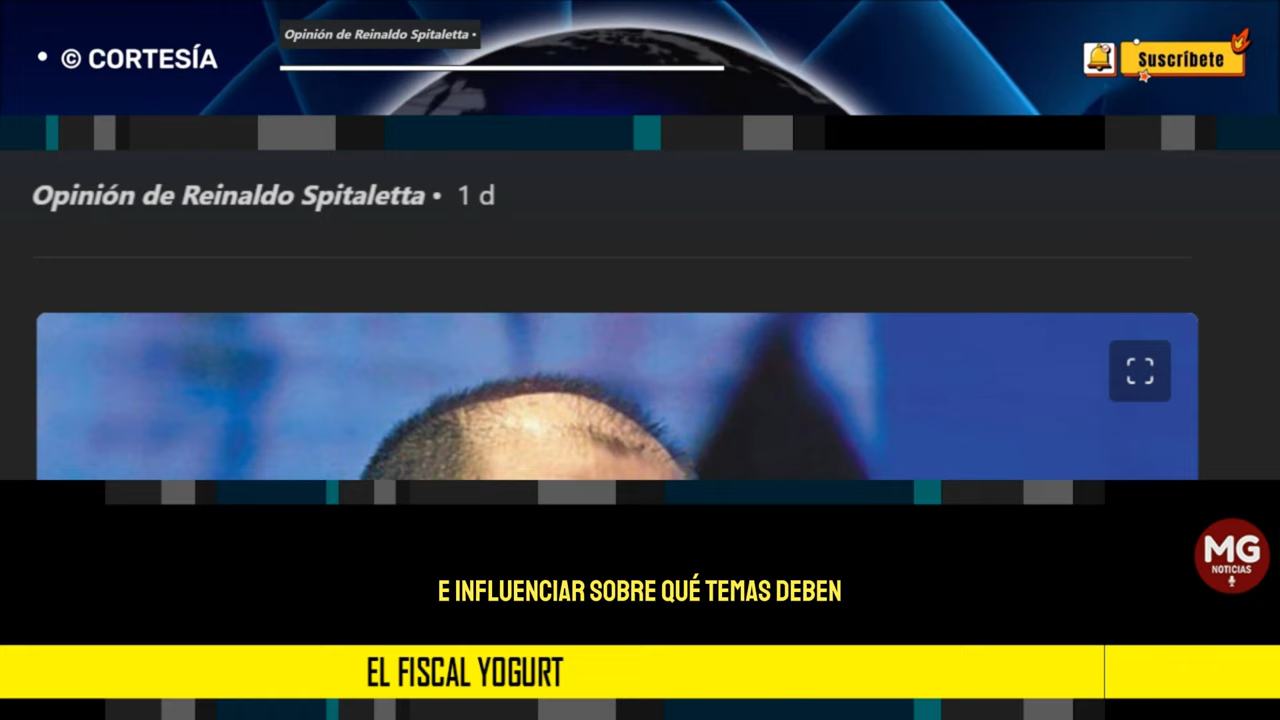 Opinión de Reinaldo Spitaletta •
• © CORTESÍA
Suscríbete
Opinión de Reinaldo Spitaletta • 1 d
MG
NOTICIAS
E INFLUENCIAR SOBRE QUÉ TEMAS DEBEN
EL FISCAL YOGURT